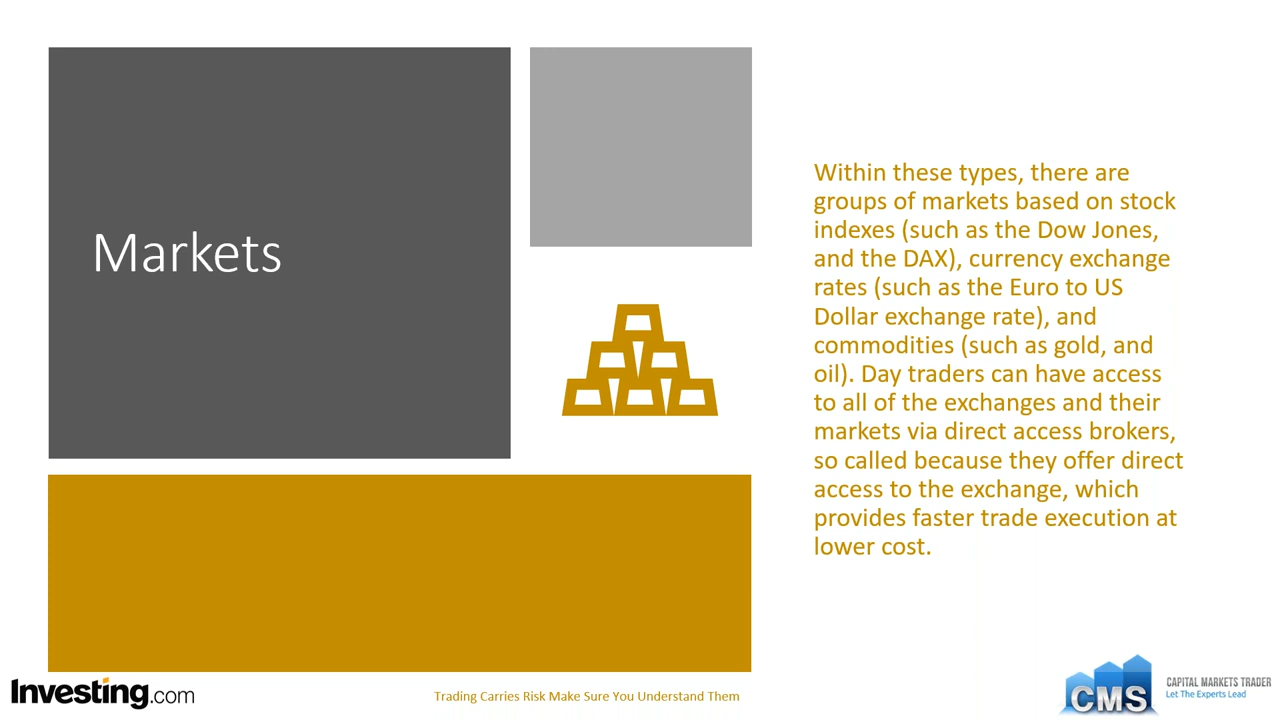 Markets
Within these types, there are
groups of markets based on stock
indexes (such as the Dow Jones,
and the DAX), currency exchange
rates (such as the Euro to US
Dollar exchange rate), and
commodities (such as gold, and
oil). Day traders can have access
to all of the exchanges and their
markets via direct access brokers,
so called because they offer direct
access to the exchange, which
provides faster trade execution at
lower cost.
Investing.com
Trading Carries Risk Make Sure You Understand Them
CMS
CAPITAL MARKETS TRADER
Let The Experts Lead